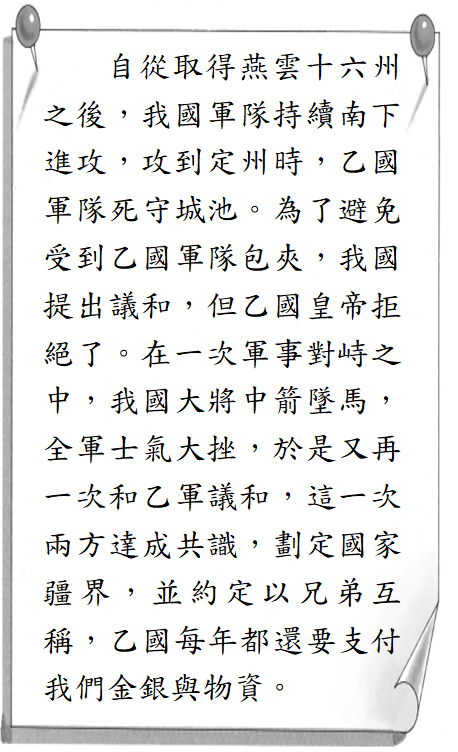 自從取得燕雲十六州
之後，我國軍隊持續南下
進攻，攻到定州時，乙國
軍隊死守城池。為了避免
受到乙國軍隊包夾，我國
提出議和，但乙國皇帝拒
絕了。在一次軍事對峙之
中，我國大將中箭墜馬，
全軍士氣大挫，於是又再
一次和乙軍議和，這一次
兩方達成共識，劃定國家
疆界，並約定以兄弟互
稱，乙國每年都還要支付
我們金銀與物資。